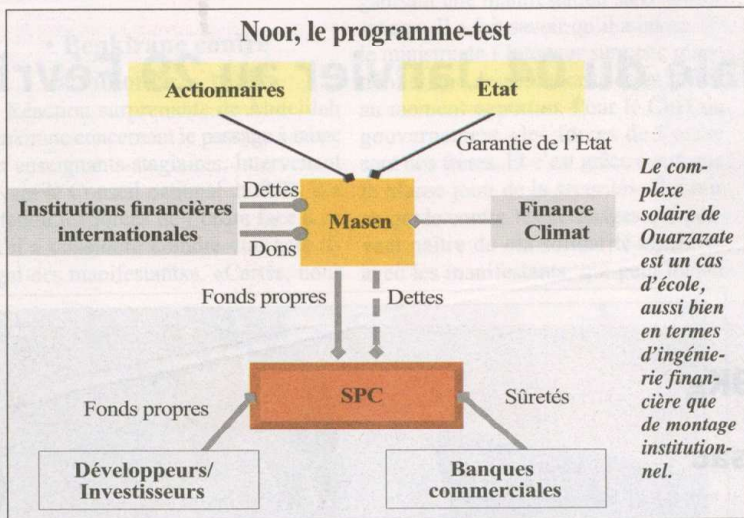 Noor, le programme-test
Actionnaires
Etat
Garantie de l'Etat
Dettes
Institutions financières
internationales
Dons
Masen
Finance
Climat
Fonds propres
Dettes
SPC
Fonds propres
Sûretés
Développeurs/
Investisseurs
Banques
commerciales
Le com-
plexe
solaire de
Ouarzazate
est un cas
d'école,
aussi bien
en termes
d'ingénie-
rie finan-
cière que
de montage
institution-
nel.